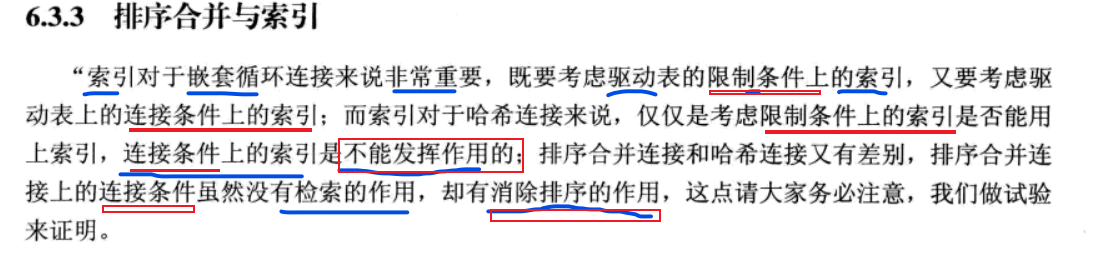 6.3.3 排序合并与索引
“索引对于嵌套循环连接来说非常重要，既要考虑驱动表的限制条件上的索引，又要考虑驱
动表上的连接条件上的索引；而索引对于哈希连接来说，仅仅是考虑限制条件上的索引是否能用
上索引，连接条件上的索引是不能发挥作用的；排序合并连接和哈希连接又有差别，排序合并连
接上的连接条件虽然没有检索的作用，却有消除排序的作用，这点请大家务必注意，我们做试验
来证明。